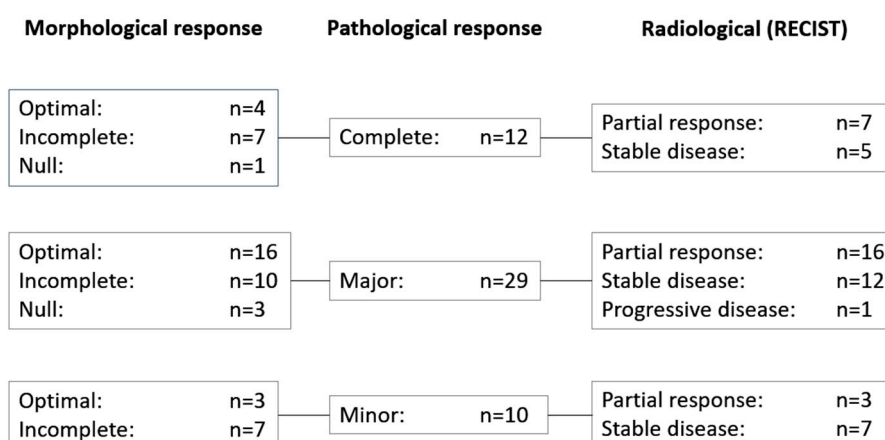 Morphological response Pathological response Radiological (RECIST)
Optimal: n=4
Incomplete: n=7
Null: n=1
Complete: n=12
Partial response: n=7
Stable disease: n=5
Optimal: n=16
Incomplete: n=10
Null: n=3
Major: n=29
Partial response: n=16
Stable disease: n=12
Progressive disease: n=1
Optimal: n=3
Incomplete: n=7
Minor: n=10
Partial response: n=3
Stable disease: n=7